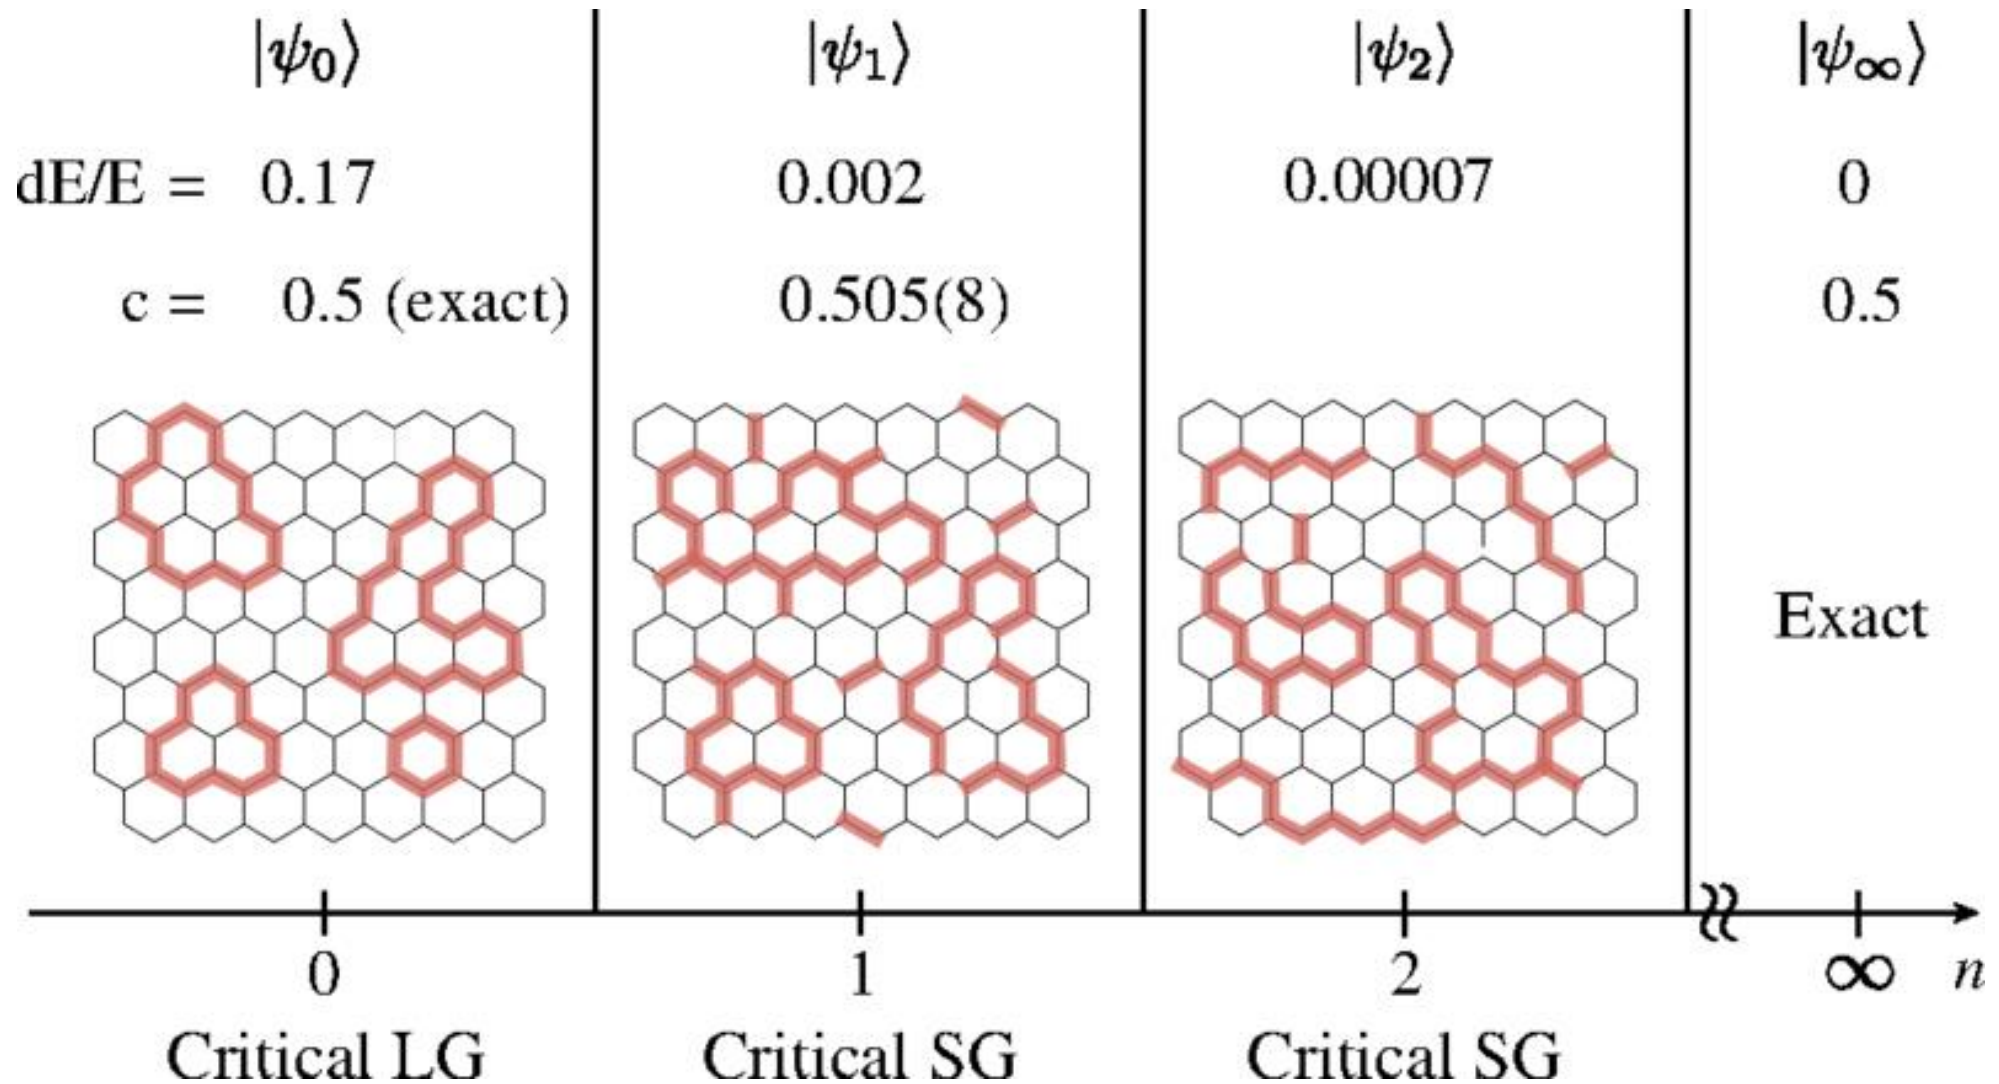 |ψ₀⟩ |ψ₁⟩ |ψ₂⟩ |ψ∞⟩
dE/E = 0.17 0.002 0.00007 0
c = 0.5 (exact) 0.505(8) 0.5
Exact
0 1 2 ∞ n
Critical LG Critical SG Critical SG